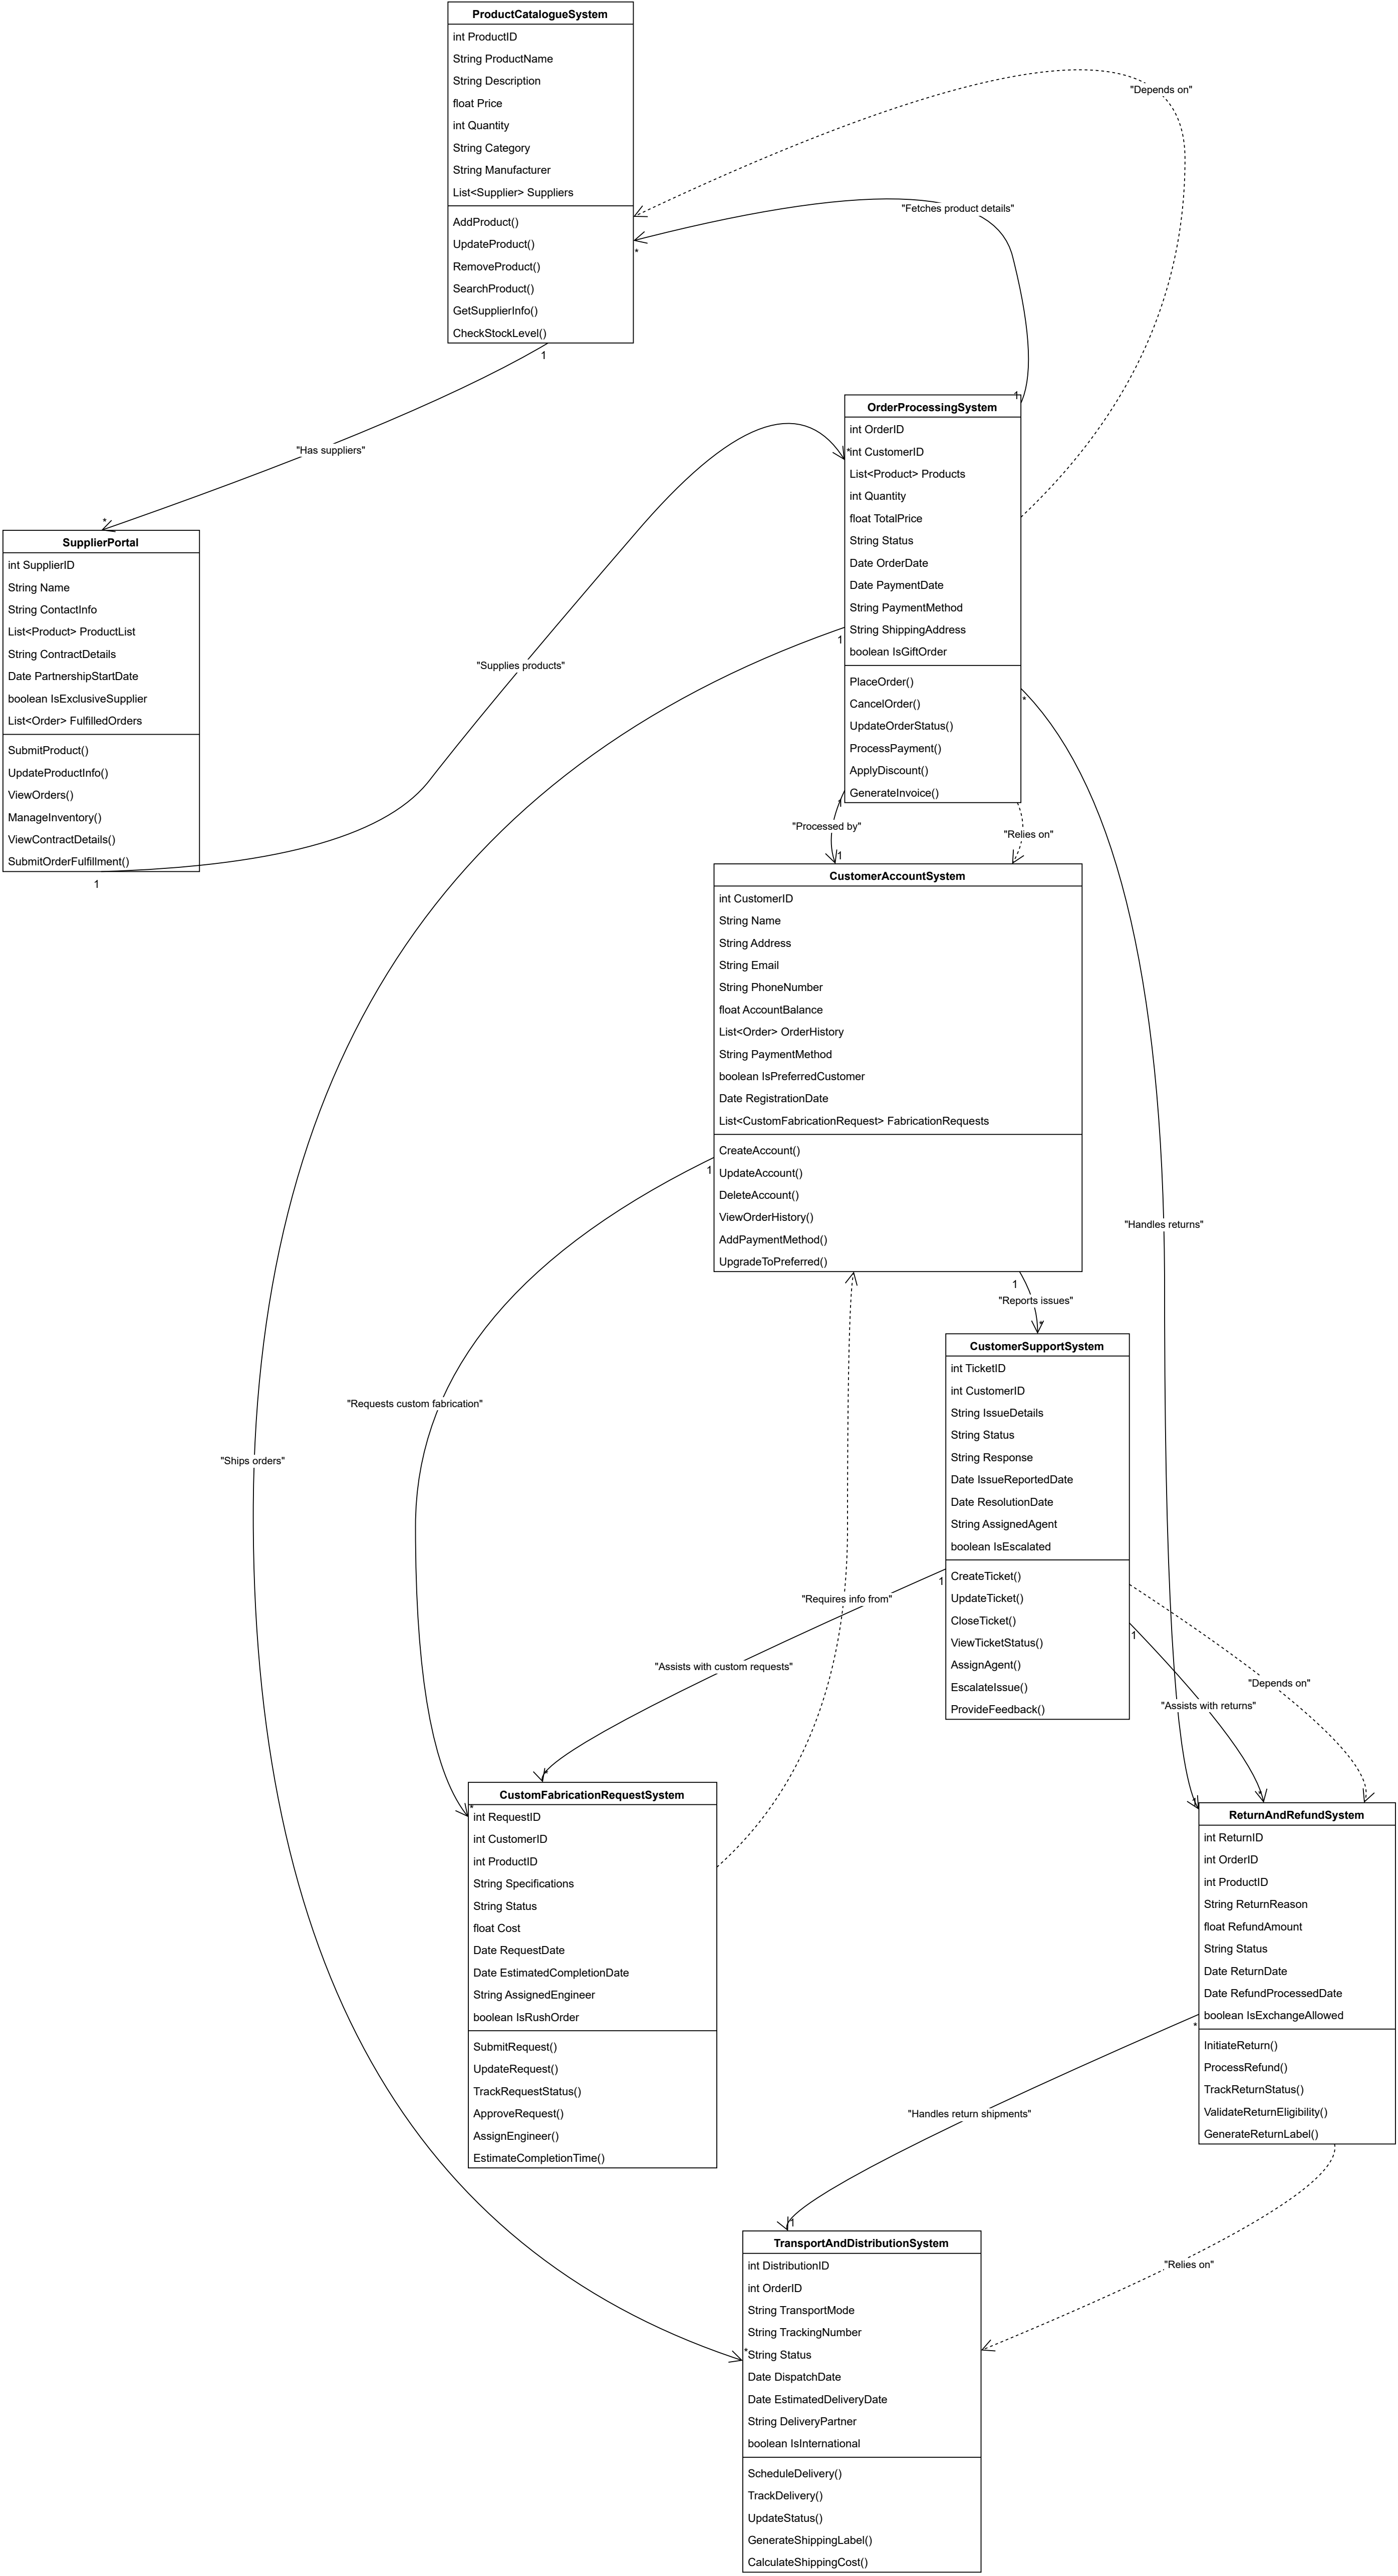 ProductCatalogueSystem
int ProductID
String ProductName
String Description
float Price
int Quantity
String Category
String Manufacturer
List<Supplier> Suppliers
AddProduct()
UpdateProduct()
RemoveProduct()
SearchProduct()
GetSupplierInfo()
CheckStockLevel()
"Depends on"
"Fetches product details"
*
1
1
"Has suppliers"
*
OrderProcessingSystem
int OrderID
*
int CustomerID
List<Product> Products
int Quantity
float TotalPrice
String Status
Date OrderDate
Date PaymentDate
String PaymentMethod
String ShippingAddress
boolean IsGiftOrder
PlaceOrder()
CancelOrder()
UpdateOrderStatus()
ProcessPayment()
ApplyDiscount()
GenerateInvoice()
1
*
1
SupplierPortal
int SupplierID
String Name
String ContactInfo
List<Product> ProductList
String ContractDetails
Date PartnershipStartDate
boolean IsExclusiveSupplier
List<Order> FulfilledOrders
SubmitProduct()
UpdateProductInfo()
ViewOrders()
ManageInventory()
ViewContractDetails()
SubmitOrderFulfillment()
1
"Supplies products"
"Processed by"
"Relies on"
1
CustomerAccountSystem
int CustomerID
String Name
String Address
String Email
String PhoneNumber
float AccountBalance
List<Order> OrderHistory
String PaymentMethod
boolean IsPreferredCustomer
Date RegistrationDate
List<CustomFabricationRequest> FabricationRequests
CreateAccount()
UpdateAccount()
DeleteAccount()
ViewOrderHistory()
AddPaymentMethod()
UpgradeToPreferred()
1
1
"Handles returns"
"Reports issues"
*
CustomerSupportSystem
int TicketID
int CustomerID
String IssueDetails
String Status
String Response
Date IssueReportedDate
Date ResolutionDate
String AssignedAgent
boolean IsEscalated
CreateTicket()
UpdateTicket()
CloseTicket()
ViewTicketStatus()
AssignAgent()
EscalateIssue()
ProvideFeedback()
1
1
"Requests custom fabrication"
"Ships orders"
"Requires info from"
"Assists with custom requests"
"Depends on"
"Assists with returns"
*
*
CustomFabricationRequestSystem
*
int RequestID
int CustomerID
int ProductID
String Specifications
String Status
float Cost
Date RequestDate
Date EstimatedCompletionDate
String AssignedEngineer
boolean IsRushOrder
SubmitRequest()
UpdateRequest()
TrackRequestStatus()
ApproveRequest()
AssignEngineer()
EstimateCompletionTime()
1
ReturnAndRefundSystem
int ReturnID
int OrderID
int ProductID
String ReturnReason
float RefundAmount
String Status
Date ReturnDate
Date RefundProcessedDate
boolean IsExchangeAllowed
InitiateReturn()
ProcessRefund()
TrackReturnStatus()
ValidateReturnEligibility()
GenerateReturnLabel()
*
"Handles return shipments"
"Relies on"
1
TransportAndDistributionSystem
int DistributionID
int OrderID
String TransportMode
String TrackingNumber
*
String Status
Date DispatchDate
Date EstimatedDeliveryDate
String DeliveryPartner
boolean IsInternational
ScheduleDelivery()
TrackDelivery()
UpdateStatus()
GenerateShippingLabel()
CalculateShippingCost()